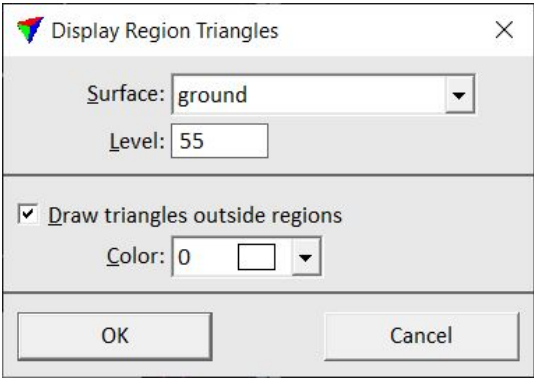 Display Region Triangles
Surface: ground
Level: 55
Draw triangles outside regions
Color: 0
OK Cancel